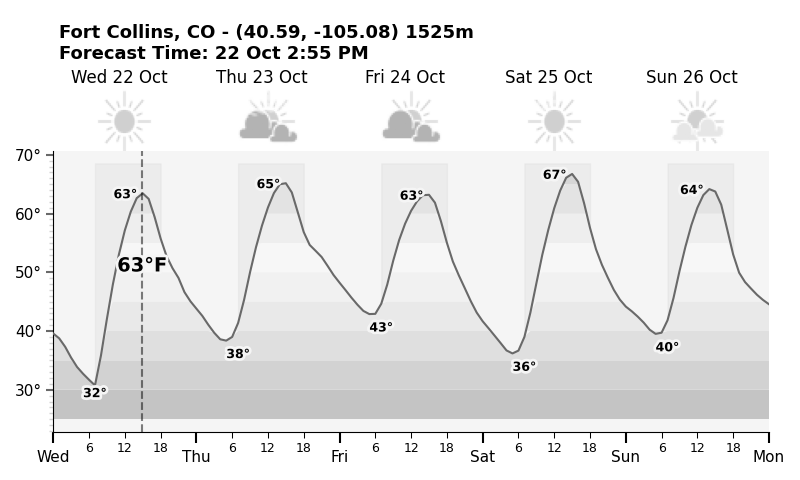 Fort Collins, CO - (40.59, -105.08) 1525m
Forecast Time: 22 Oct 2:55 PM
Wed 22 Oct Thu 23 Oct Fri 24 Oct Sat 25 Oct Sun 26 Oct
70°
67°
65°
63° 63° 64°
60°
63°F
50°
43°
40°
40°
38°
36°
32°
30°
6 12 18 6 12 18 6 12 18 6 12 18 6 12 18
Wed Thu Fri Sat Sun Mon